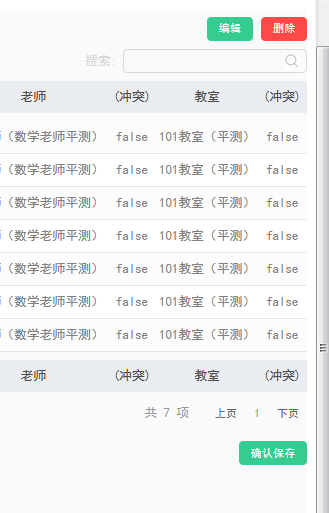 编辑 删除
搜索:
老师 (冲突) 教室 (冲突)
（数学老师平测） false 101教室（平测） false
（数学老师平测） false 101教室（平测） false
（数学老师平测） false 101教室（平测） false
（数学老师平测） false 101教室（平测） false
（数学老师平测） false 101教室（平测） false
（数学老师平测） false 101教室（平测） false
（数学老师平测） false 101教室（平测） false
老师 (冲突) 教室 (冲突)
共 7 项 上页 1 下页
确认保存